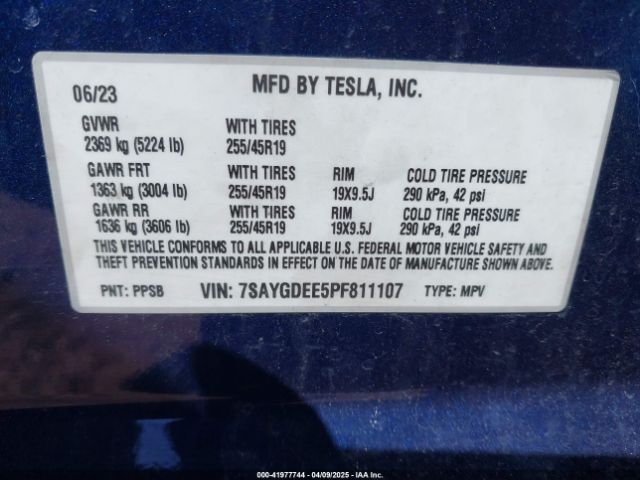 06/23 MFD BY TESLA, INC.
GVWR WITH TIRES
2369 kg (5224 lb) 255/45R19
GAWR FRT WITH TIRES RIM COLD TIRE PRESSURE
1363 kg (3004 lb) 255/45R19 19X9.5J 290 kPa, 42 psi
GAWR RR WITH TIRES RIM COLD TIRE PRESSURE
1636 kg (3606 lb) 255/45R19 19X9.5J 290 kPa, 42 psi
THIS VEHICLE CONFORMS TO ALL APPLICABLE U.S. FEDERAL MOTOR VEHICLE SAFETY AND
THEFT PREVENTION STANDARDS IN EFFECT ON THE DATE OF MANUFACTURE SHOWN ABOVE.
PNT: PPSB VIN: 7SAYGDEE5PF811107 TYPE: MPV
000-41977744 - 04/09/2025 - IAAI Inc.